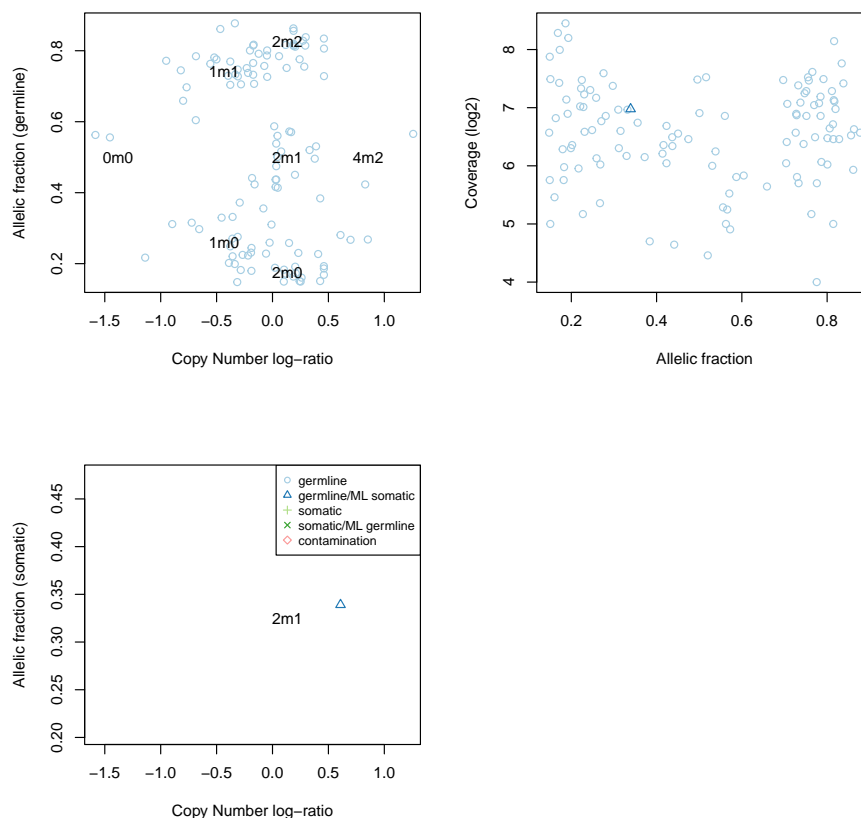 Allelic fraction (germline)
0.8
0.6
0.4
0.2
2m2
1m1
0m0
2m1
4m2
1m0
2m0
−1.5 −1.0 −0.5 0.0 0.5 1.0
Copy Number log−ratio
Coverage (log2)
8
7
6
5
4
0.2 0.4 0.6 0.8
Allelic fraction
Allelic fraction (somatic)
0.45
0.40
0.35
0.30
0.25
0.20
germline
germline/ML somatic
somatic
somatic/ML germline
contamination
2m1
−1.5 −1.0 −0.5 0.0 0.5 1.0
Copy Number log−ratio